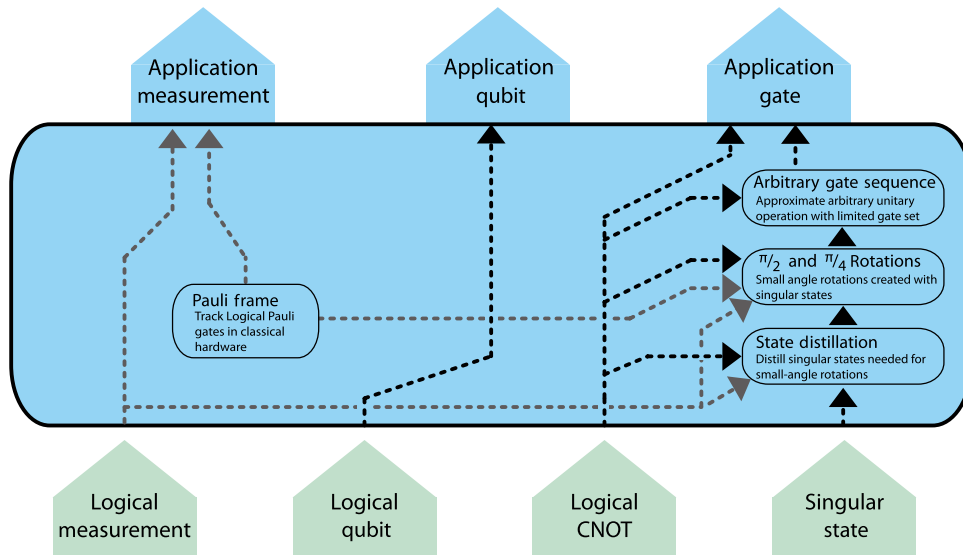 Application
measurement
Application
qubit
Application
gate
Arbitrary gate sequence
Approximate arbitrary unitary
operation with limited gate set
π/2 and π/4 Rotations
Small angle rotations created with
singular states
Pauli frame
Track Logical Pauli
gates in classical
hardware
State distillation
Distill singular states needed for
small-angle rotations
Logical
measurement
Logical
qubit
Logical
CNOT
Singular
state